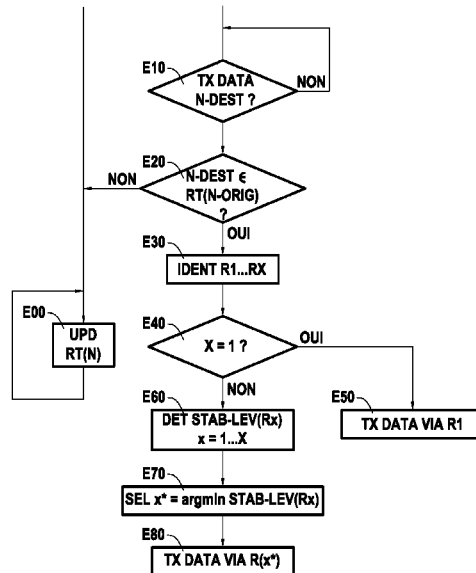 E10
TX DATA
N-DEST ?
NON
E20
N-DEST ϵ
RT(N-ORIG)
?
NON
OUI
E30
IDENT R1...RX
E00
UPD
RT(N)
E40
X = 1 ?
OUI
NON
E60
DET STAB-LEV(Rx)
x = 1...X
E50
TX DATA VIA R1
E70
SEL x* = argmin STAB-LEV(Rx)
E80
TX DATA VIA R(x*)